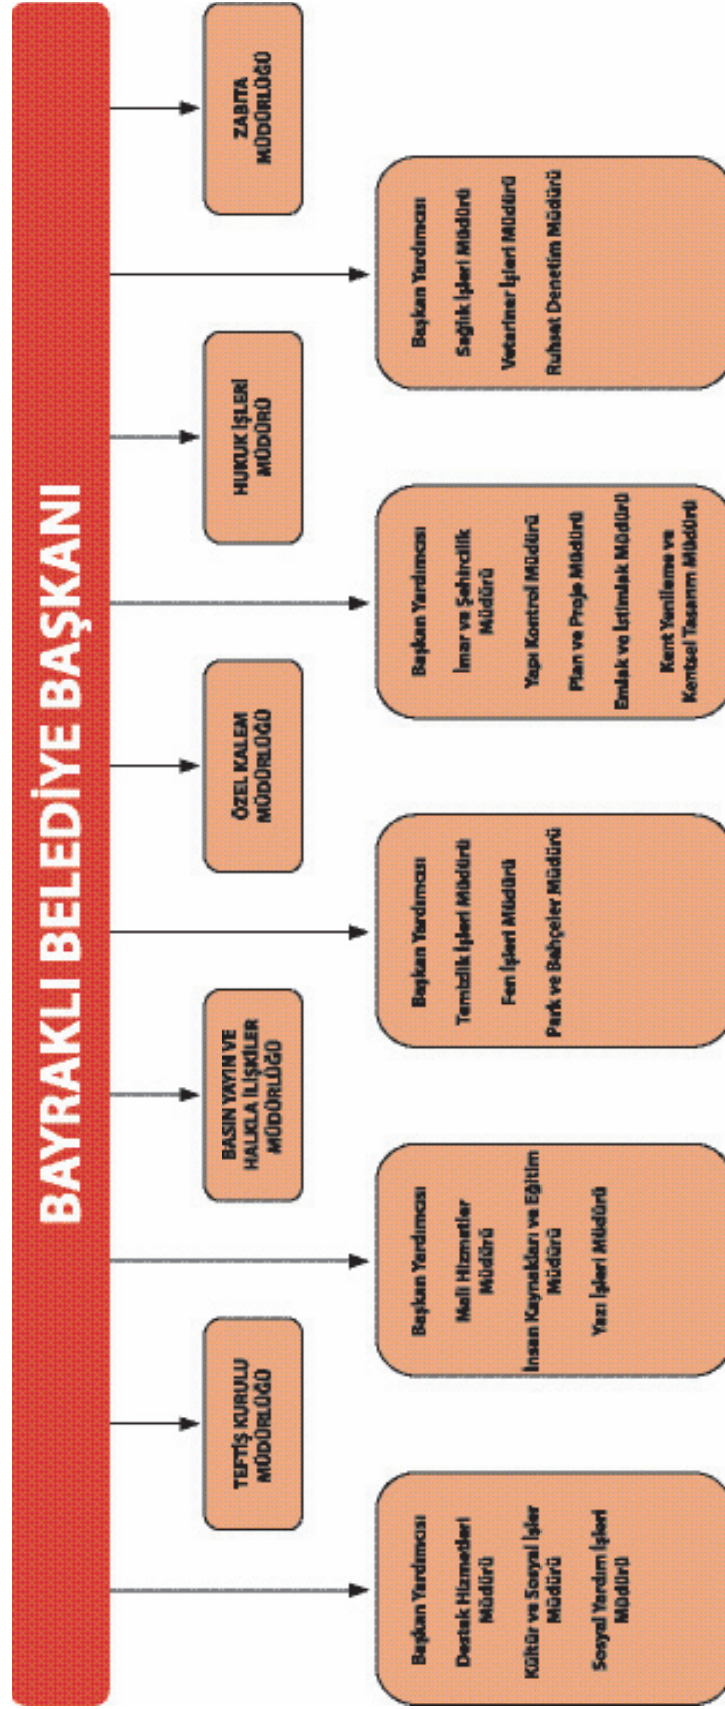 BAYRAKLI BELEDİYE BAŞKANI
TEFTİŞ KURULU
MÜDÜRLÜĞÜ
BASIN YAYIN VE
HALKLA İLİŞKİLER
MÜDÜRLÜĞÜ
ÖZEL KALEM
MÜDÜRLÜĞÜ
HUKUK İŞLERİ
MÜDÜRÜ
ZABITA
MÜDÜRLÜĞÜ
Başkan Yardımcısı
Destek Hizmetleri
Müdürü
Kültür ve Sosyal İşler
Müdürü
Sosyal Yardım İşleri
Müdürü
Başkan Yardımcısı
Mali Hizmetler
Müdürü
İnsan Kaynakları ve Eğitim
Müdürü
Yazı İşleri Müdürü
Başkan Yardımcısı
Temizlik İşleri Müdürü
Fen İşleri Müdürü
Park ve Bahçeler Müdürü
Başkan Yardımcısı
İmar ve Şehircilik
Müdürü
Yapı Kontrol Müdürü
Plan ve Proje Müdürü
Emlak ve İstimlak Müdürü
Kent Yenileme ve
Kentsel Tasarım Müdürü
Başkan Yardımcısı
Sağlık İşleri Müdürü
Veteriner İşleri Müdürü
Ruhsat Denetim Müdürü